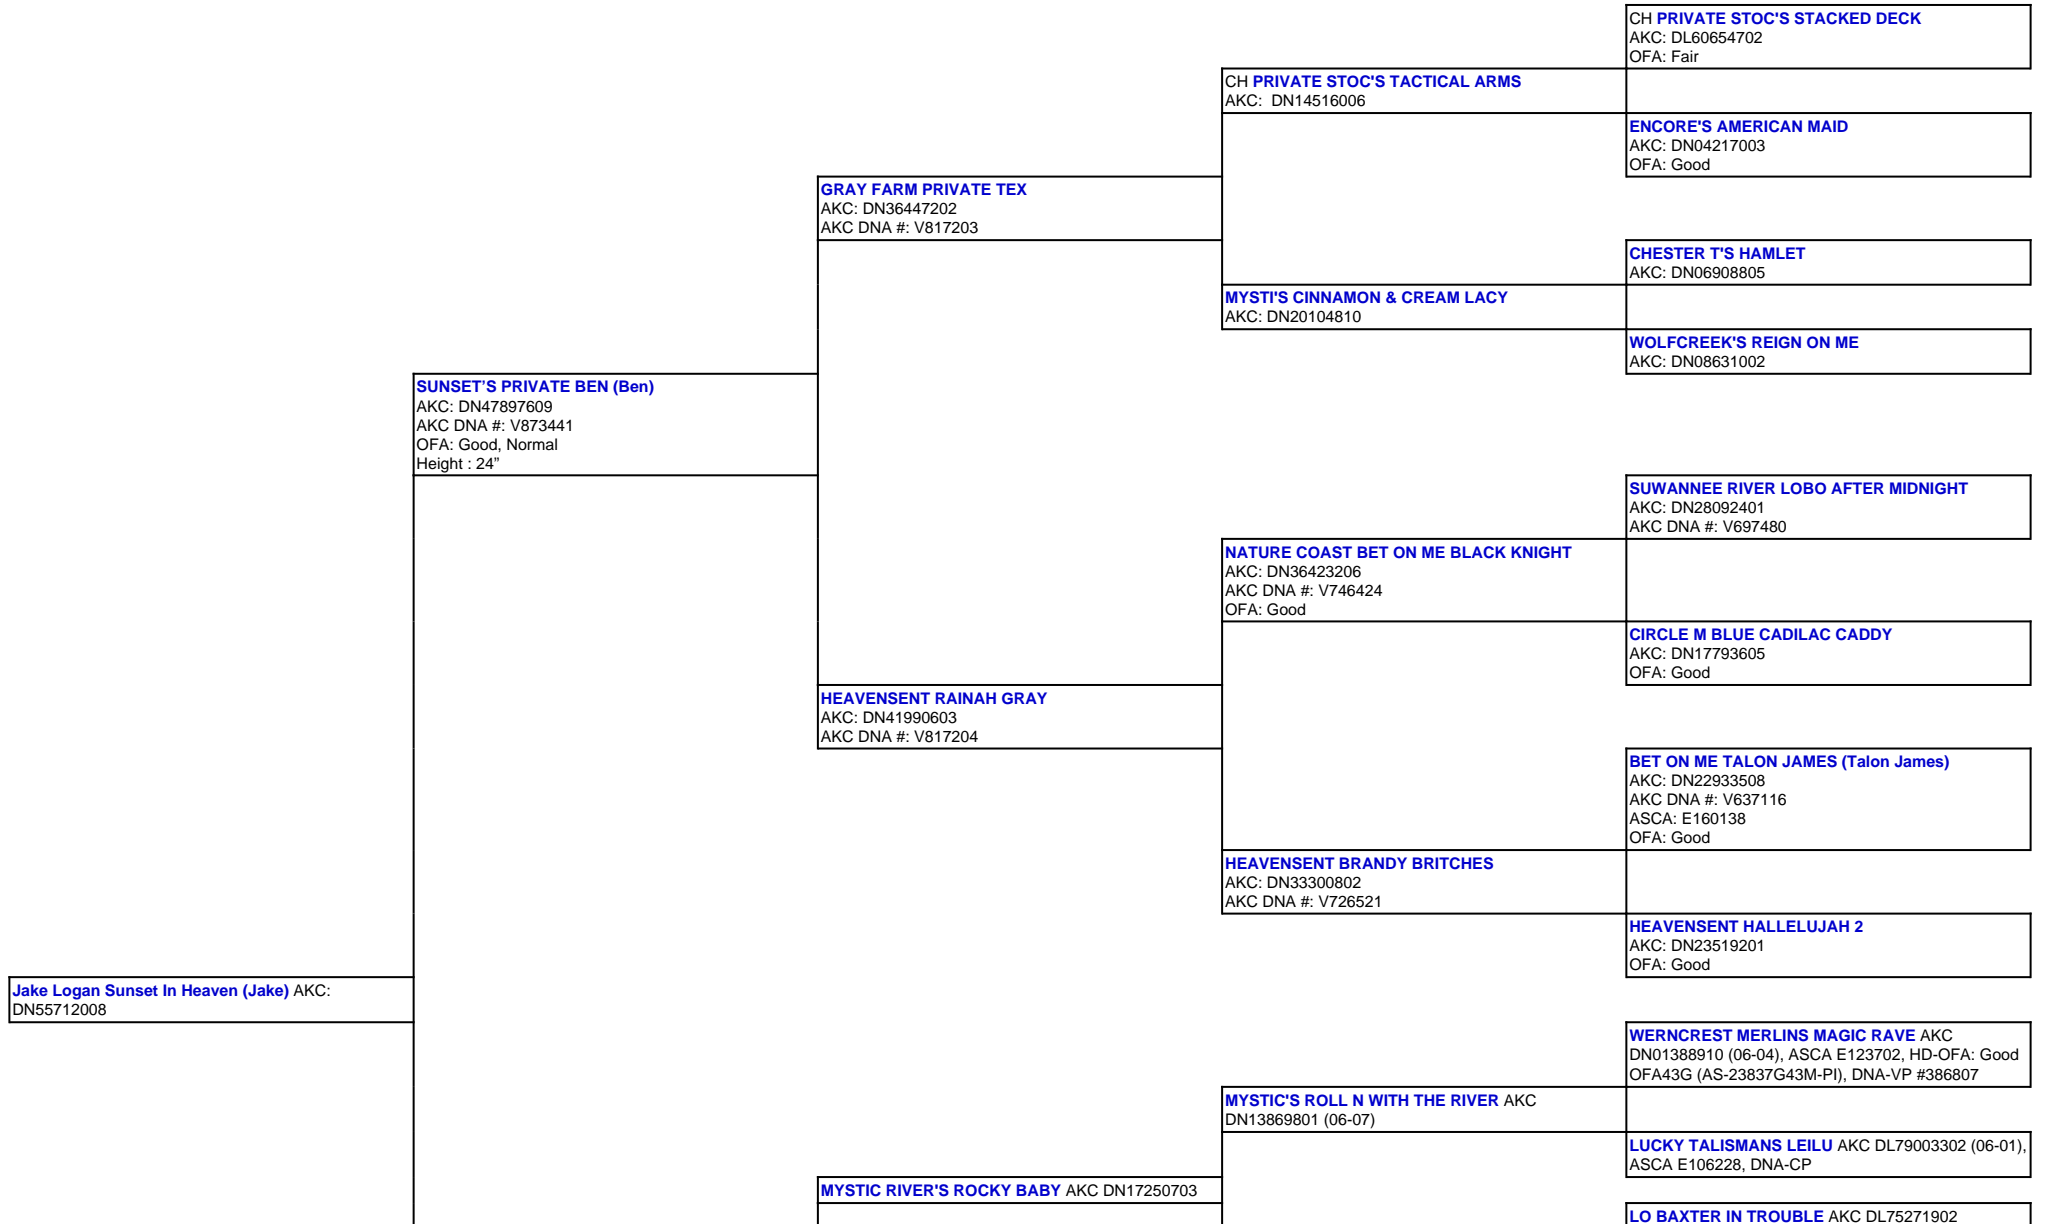 CH PRIVATE STOC'S STACKED DECK
AKC: DL60654702
OFA: Fair
CH PRIVATE STOC'S TACTICAL ARMS
AKC:  DN14516006
ENCORE'S AMERICAN MAID
AKC: DN04217003
OFA: Good
GRAY FARM PRIVATE TEX
AKC: DN36447202
AKC DNA #: V817203
CHESTER T'S HAMLET
AKC: DN06908805
MYSTI'S CINNAMON & CREAM LACY
AKC: DN20104810
WOLFCREEK'S REIGN ON ME
AKC: DN08631002
SUNSET’S PRIVATE BEN (Ben)
AKC: DN47897609
AKC DNA #: V873441
OFA: Good, Normal
Height : 24”
SUWANNEE RIVER LOBO AFTER MIDNIGHT
AKC: DN28092401
AKC DNA #: V697480
NATURE COAST BET ON ME BLACK KNIGHT
AKC: DN36423206
AKC DNA #: V746424
OFA: Good
CIRCLE M BLUE CADILAC CADDY
AKC: DN17793605
OFA: Good
HEAVENSENT RAINAH GRAY
AKC: DN41990603
AKC DNA #: V817204
BET ON ME TALON JAMES (Talon James)
AKC: DN22933508
AKC DNA #: V637116
ASCA: E160138
OFA: Good
HEAVENSENT BRANDY BRITCHES
AKC: DN33300802
AKC DNA #: V726521
HEAVENSENT HALLELUJAH 2
AKC: DN23519201
OFA: Good
Jake Logan Sunset In Heaven (Jake) AKC:
DN55712008
WERNCREST MERLINS MAGIC RAVE AKC
DN01388910 (06-04), ASCA E123702, HD-OFA: Good
OFA43G (AS-23837G43M-PI), DNA-VP #386807
MYSTIC'S ROLL N WITH THE RIVER AKC
DN13869801 (06-07)
LUCKY TALISMANS LEILU AKC DL79003302 (06-01),
ASCA E106228, DNA-CP
MYSTIC RIVER'S ROCKY BABY AKC DN17250703
LO BAXTER IN TROUBLE AKC DL75271902